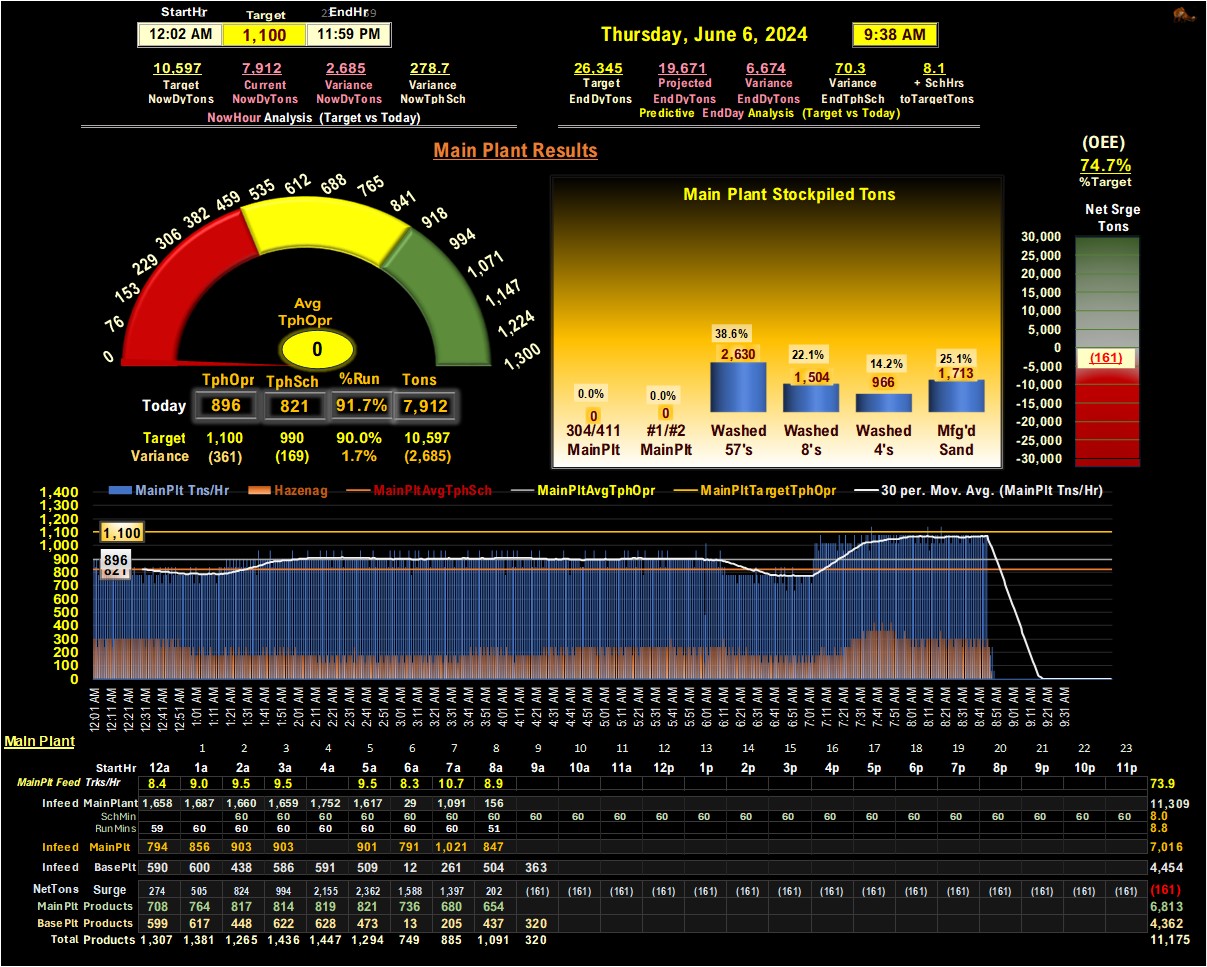 StartHr Target EndHr
12:02 AM 1,100 11:59 PM
Thursday, June 6, 2024 9:38 AM
10,597 7,912 2,685 278.7
Target Current Variance Variance
NowDyTons NowDyTons NowDyTons NowTphSch
NowHour Analysis (Target vs Today)
26,345 19,671 6,674 70.3 8.1
Target Projected Variance Variance + SchHrs
EndDyTons EndDyTons EndDyTons EndTphSch toTargetTons
Predictive EndDay Analysis (Target vs Today)
Main Plant Results
(OEE)
74.7%
%Target
0 76 153 229 306 382 459 535 612 688 765 841 918 994 1,071 1,147 1,224 1,300
Avg
TphOpr
0
TphOpr TphSch %Run Tons
Today 896 821 91.7% 7,912
Target 1,100 990 90.0% 10,597
Variance (361) (169) 1.7% (2,685)
Main Plant Stockpiled Tons
0.0% 0.0% 38.6% 22.1% 14.2% 25.1%
0 0 2,630 1,504 966 1,713
304/411 #1/#2 Washed Washed Washed Mfg'd
MainPlt MainPlt 57's 8's 4's Sand
Net Srge
Tons
30,000
25,000
20,000
15,000
10,000
5,000
0
(161)
-5,000
-10,000
-15,000
-20,000
-25,000
-30,000
MainPlt Tns/Hr Hazenag MainPltAvgTphSch MainPltAvgTphOpr MainPltTargetTphOpr 30 per. Mov. Avg. (MainPlt Tns/Hr)
1,400
1,300
1,200
1,100
1,000
900
800
700
600
500
400
300
200
100
0
1,100
896
821
12:01 AM 12:11 AM 12:21 AM 12:31 AM 12:41 AM 12:51 AM 1:01 AM 1:11 AM 1:21 AM 1:31 AM 1:41 AM 1:51 AM 2:01 AM 2:11 AM 2:21 AM 2:31 AM 2:41 AM 2:51 AM 3:01 AM 3:11 AM 3:21 AM 3:31 AM 3:41 AM 3:51 AM 4:01 AM 4:11 AM 4:21 AM 4:31 AM 4:41 AM 4:51 AM 5:01 AM 5:11 AM 5:21 AM 5:31 AM 5:41 AM 5:51 AM 6:01 AM 6:11 AM 6:21 AM 6:31 AM 6:41 AM 6:51 AM 7:01 AM 7:11 AM 7:21 AM 7:31 AM 7:41 AM 7:51 AM 8:01 AM 8:11 AM 8:21 AM 8:31 AM 8:41 AM 8:51 AM 9:01 AM 9:11 AM 9:21 AM 9:31 AM
Main Plant
1 2 3 4 5 6 7 8 9 10 11 12 13 14 15 16 17 18 19 20 21 22 23
StartHr 12a 1a 2a 3a 4a 5a 6a 7a 8a 9a 10a 11a 12p 1p 2p 3p 4p 5p 6p 7p 8p 9p 10p 11p
MainPlt Feed Trks/Hr 8.4 9.0 9.5 9.5 9.5 8.3 10.7 8.9 73.9
Infeed MainPlant 1,658 1,687 1,660 1,659 1,752 1,617 29 1,091 156 11,309
SchMin 60 60 60 60 60 60 60 60 60 60 60 60 60 60 60 60 60 60 60 60 60 60 8.0
RunMins 59 60 60 60 60 60 60 60 51 8.8
Infeed MainPlt 794 856 903 903 901 791 1,021 847 7,016
Infeed BasePlt 590 600 438 586 591 509 12 261 504 363 4,454
NetTons Surge 274 505 824 994 2,155 2,362 1,588 1,397 202 (161) (161) (161) (161) (161) (161) (161) (161) (161) (161) (161) (161) (161) (161) (161) (161)
MainPlt Products 708 764 817 814 819 821 736 680 654 6,813
BasePlt Products 599 617 448 622 628 473 13 205 437 320 4,362
Total Products 1,307 1,381 1,265 1,436 1,447 1,294 749 885 1,091 320 11,175